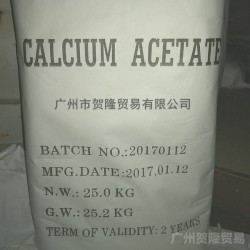 CALCIUM ACETATE
广州市贺隆贸易有限公司
BATCH NO.:20170112
MFG.DATE:2017.01.12
N.W.: 25.0 KG
G.W.: 25.2 KG
TERM OF VALIDITY: 2 YEARS
广州贺隆贸易